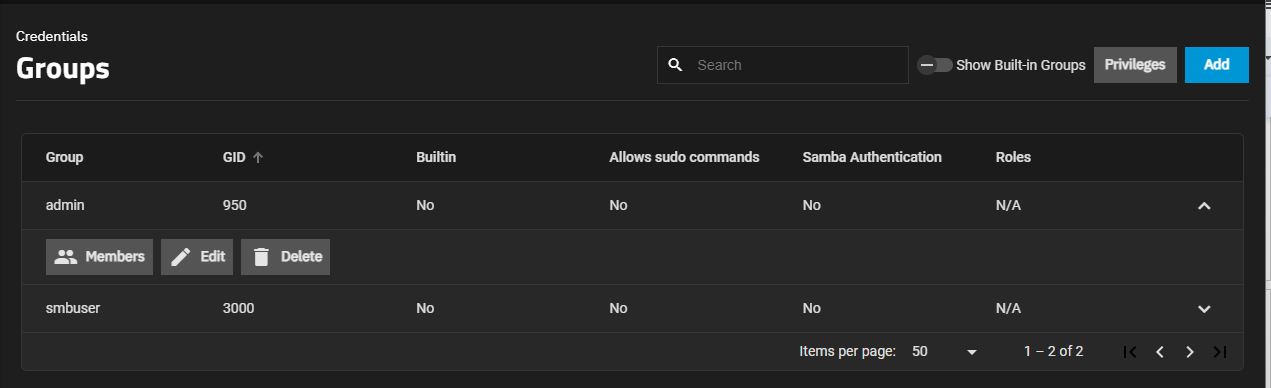 Credentials
Groups
Search
Show Built-in Groups
Privileges
Add
Group GID Builtin Allows sudo commands Samba Authentication Roles
admin 950 No No No N/A
Members Edit Delete
smbuser 3000 No No No N/A
Items per page: 50 1 – 2 of 2